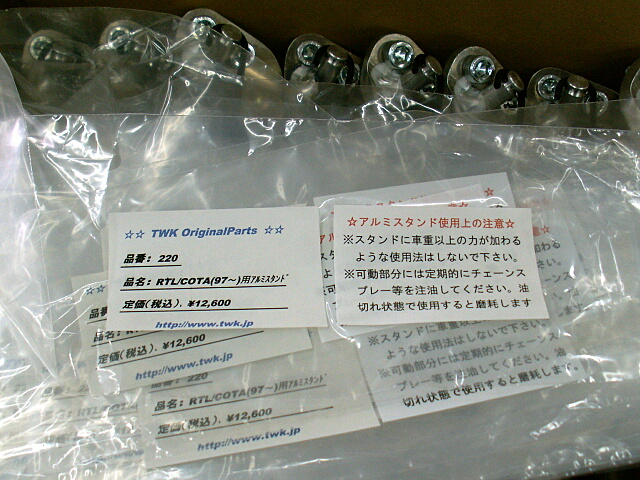 ☆☆ TWK OriginalParts ☆☆
品番: 220
品名: RTL/COTA(97～)用アルミスタンド
定価(税込). ¥12,600
http://www.twk.jp
☆アルミスタンド使用上の注意☆
※スタンドに車重以上の力が加わる
ような使用法はしないで下さい。
※可動部分には定期的にチェーンス
プレー等を注油してください。油
切れ状態で使用すると磨耗します
☆☆
品番
品名: RTL
定価(税込). ¥12,600
http://www.twk.jp
220
品名: RTL/COTA(97～)用アルミスタンド
定価(税込). ¥12,600
http://www.twk.jp
※スタンドに車重
ような使用法はしないで下さい。
※可動部分には定期的にチェーンス
プレー等を注油してください。油
切れ状態で使用すると磨耗します。